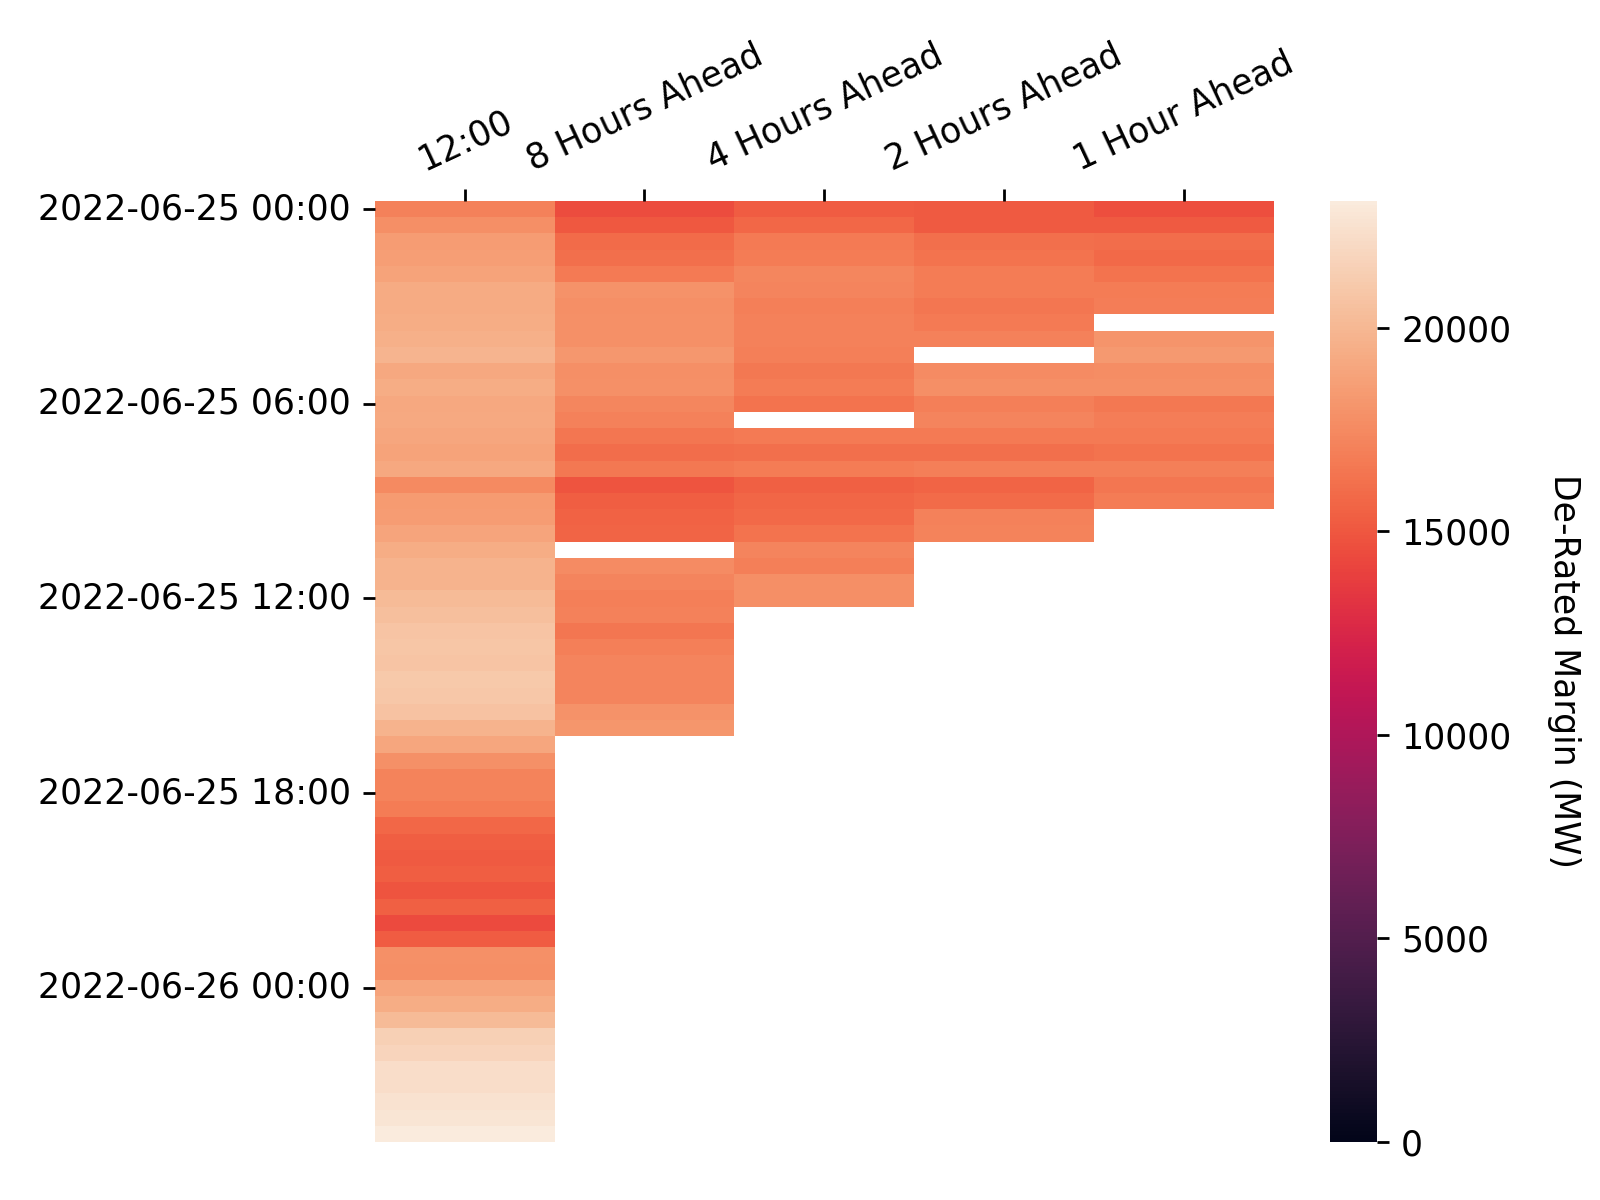 12:00
8 Hours Ahead
4 Hours Ahead
2 Hours Ahead
1 Hour Ahead
2022-06-25 00:00
2022-06-25 06:00
2022-06-25 12:00
2022-06-25 18:00
2022-06-26 00:00
20000
15000
10000
5000
0
De-Rated Margin (MW)